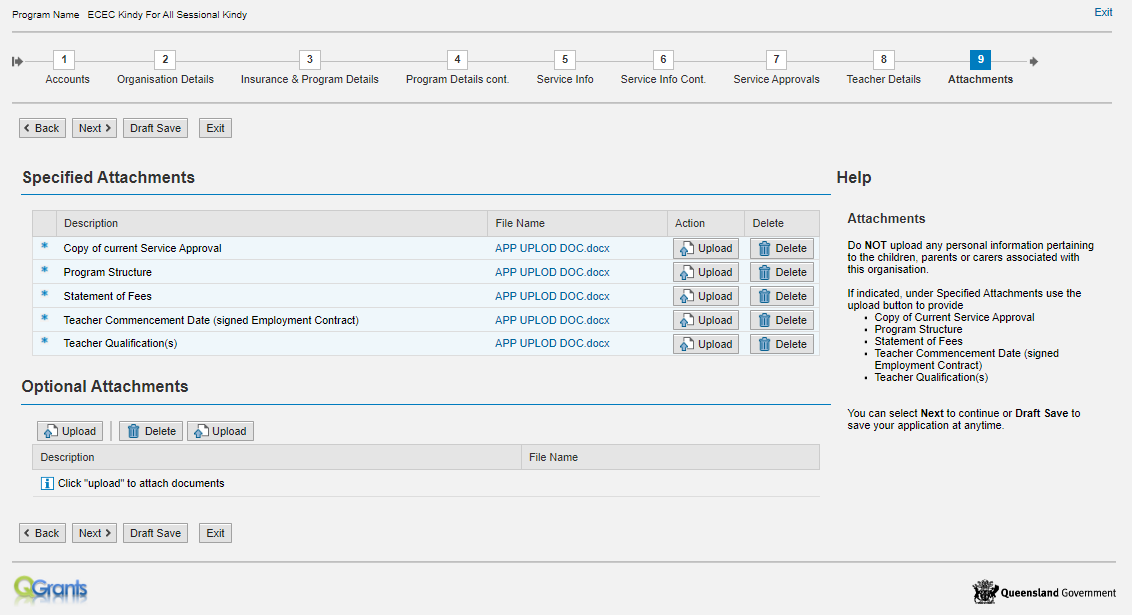 Program Name ECEC Kindy For All Sessional Kindy
Exit
1 2 3 4 5 6 7 8 9
Accounts Organisation Details Insurance & Program Details Program Details cont. Service Info Service Info Cont. Service Approvals Teacher Details Attachments
Back Next Draft Save Exit
Specified Attachments
Description File Name Action Delete
* Copy of current Service Approval APP UPLOD DOC.docx Upload Delete
* Program Structure APP UPLOD DOC.docx Upload Delete
* Statement of Fees APP UPLOD DOC.docx Upload Delete
* Teacher Commencement Date (signed Employment Contract) APP UPLOD DOC.docx Upload Delete
* Teacher Qualification(s) APP UPLOD DOC.docx Upload Delete
Optional Attachments
Upload Delete Upload
Description File Name
Click "upload" to attach documents
Back Next Draft Save Exit
Help
Attachments
Do NOT upload any personal information pertaining
to the children, parents or carers associated with
this organisation.
If indicated, under Specified Attachments use the
upload button to provide
• Copy of Current Service Approval
• Program Structure
• Statement of Fees
• Teacher Commencement Date (signed
Employment Contract)
• Teacher Qualification(s)
You can select Next to continue or Draft Save to
save your application at anytime.
QGrants
Queensland Government